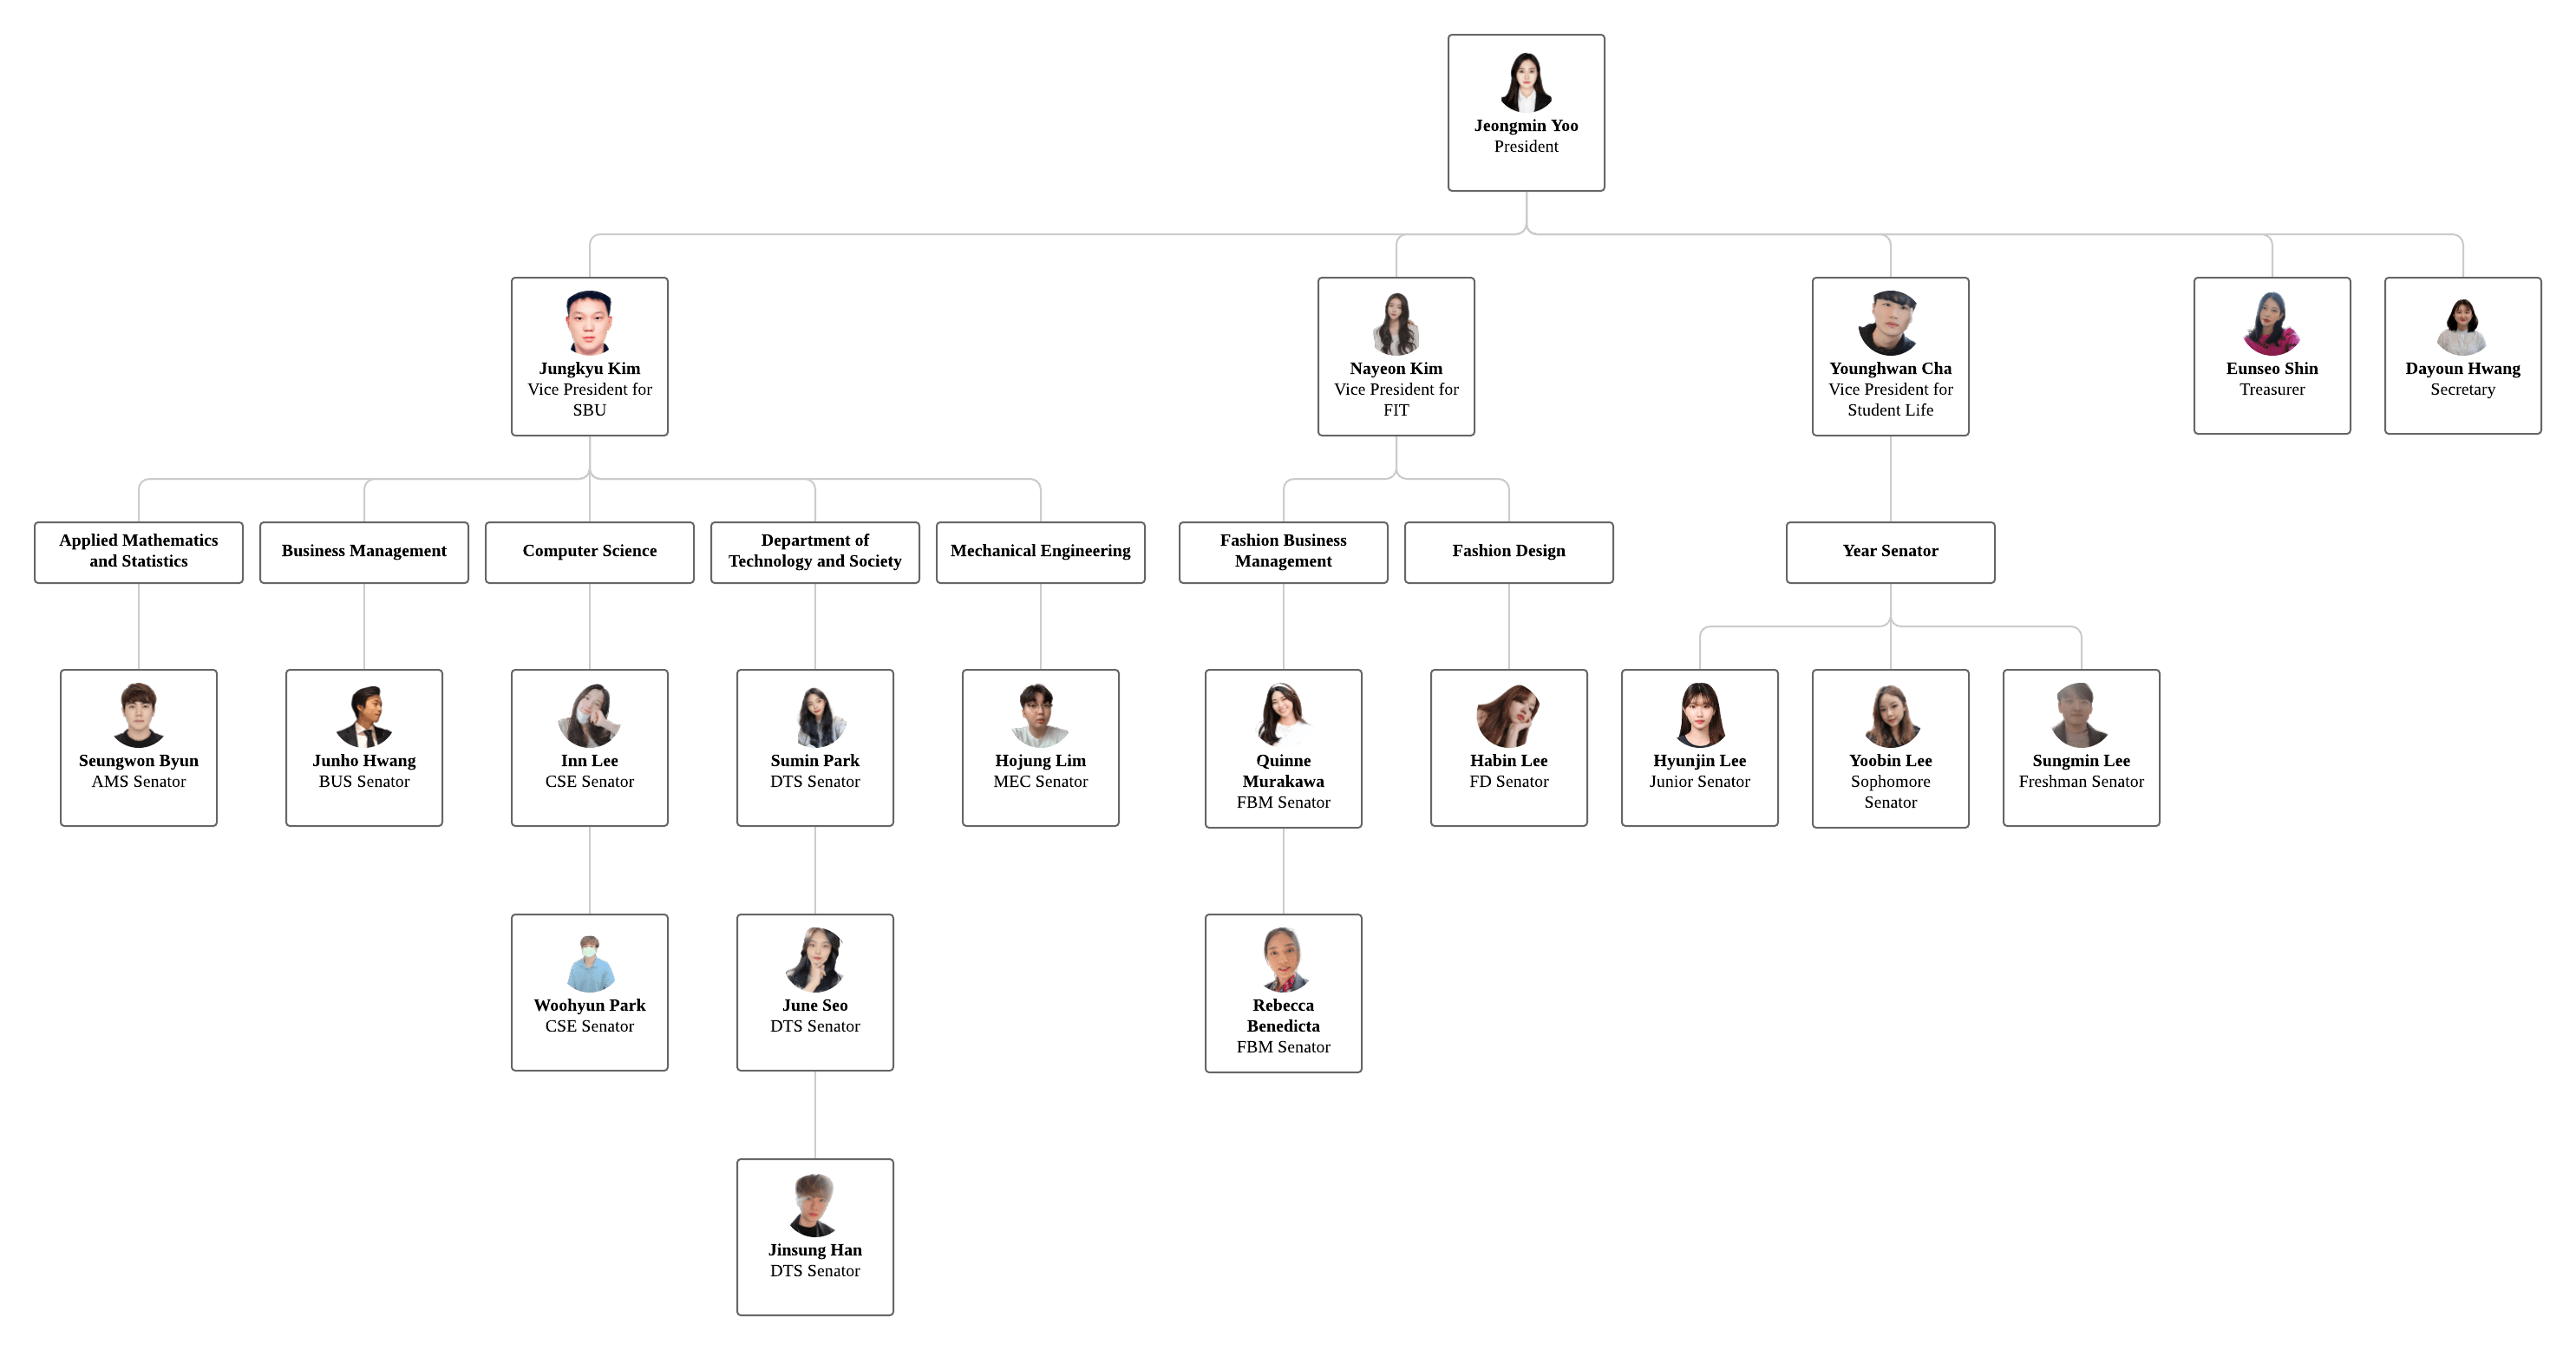 Jeongmin Yoo
President
Jungkyu Kim
Vice President for
SBU
Nayeon Kim
Vice President for
FIT
Younghwan Cha
Vice President for
Student Life
Eunseo Shin
Treasurer
Dayoun Hwang
Secretary
Applied Mathematics
and Statistics
Business Management
Computer Science
Department of
Technology and Society
Mechanical Engineering
Fashion Business
Management
Fashion Design
Year Senator
Seungwon Byun
AMS Senator
Junho Hwang
BUS Senator
Inn Lee
CSE Senator
Sumin Park
DTS Senator
Hojung Lim
MEC Senator
Quinne
Murakawa
FBM Senator
Habin Lee
FD Senator
Hyunjin Lee
Junior Senator
Yoobin Lee
Sophomore
Senator
Sungmin Lee
Freshman Senator
Woohyun Park
CSE Senator
June Seo
DTS Senator
Rebecca
Benedicta
FBM Senator
Jinsung Han
DTS Senator